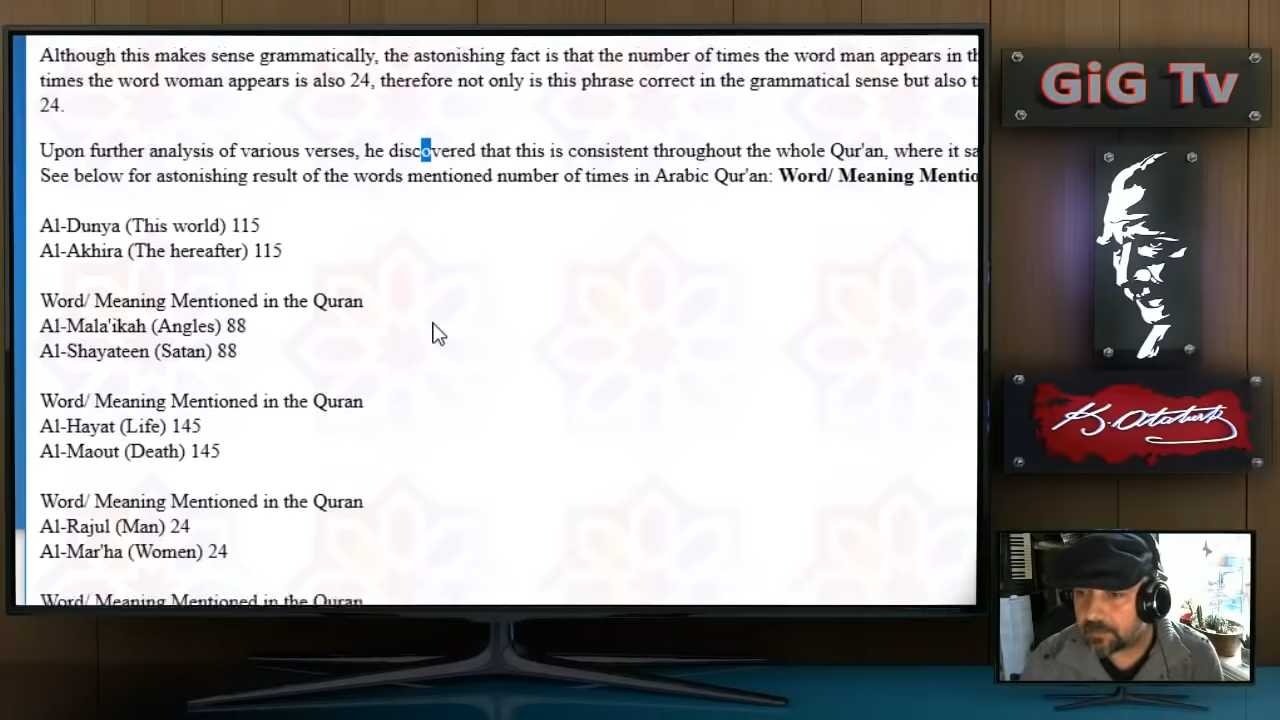 Although this makes sense grammatically, the astonishing fact is that the number of times the word man appears in
times the word woman appears is also 24, therefore not only is this phrase correct in the grammatical sense but also
24.
Upon further analysis of various verses, he discovered that this is consistent throughout the whole Qur'an, where it
See below for astonishing result of the words mentioned number of times in Arabic Qur'an: Word/ Meaning
Al-Dunya (This world) 115
Al-Akhira (The hereafter) 115
Word/ Meaning Mentioned in the Quran
Al-Mala'ikah (Angles) 88
Al-Shayateen (Satan) 88
Word/ Meaning Mentioned in the Quran
Al-Hayat (Life) 145
Al-Maout (Death) 145
Word/ Meaning Mentioned in the Quran
Al-Rajul (Man) 24
Al-Mar'ha (Women) 24
Word/ Meaning Mentioned in the Quran
GiG Tv
K. Atatürk